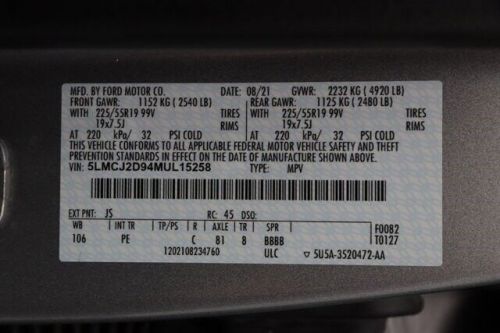 MFD. BY FORD MOTOR CO. DATE: 08/21 GVWR: 2232 KG ( 4920 LB)
FRONT GAWR: 1152 KG ( 2540 LB) REAR GAWR: 1125 KG ( 2480 LB)
WITH 225/55R19 99V TIRES WITH 225/55R19 99V TIRES
19x7.5J RIMS 19x7.5J RIMS
AT 220 kPa/ 32 PSI COLD AT 220 kPa/ 32 PSI COLD
THIS VEHICLE CONFORMS TO ALL APPLICABLE FEDERAL MOTOR VEHICLE SAFETY AND THEFT PREVENTION STANDARDS IN EFFECT ON THE DATE OF MANUFACTURE SHOWN ABOVE.
VIN: 5LMCJ2D94MUL15258 TYPE: MPV
EXT PNT: JS RC: 45 DSO:
WB INT TR R AXLE TR SPR F0082
106 PE C 81 8 BBBB T0127
1202108234760 ULC ▽ 5U5A-3520472-AA